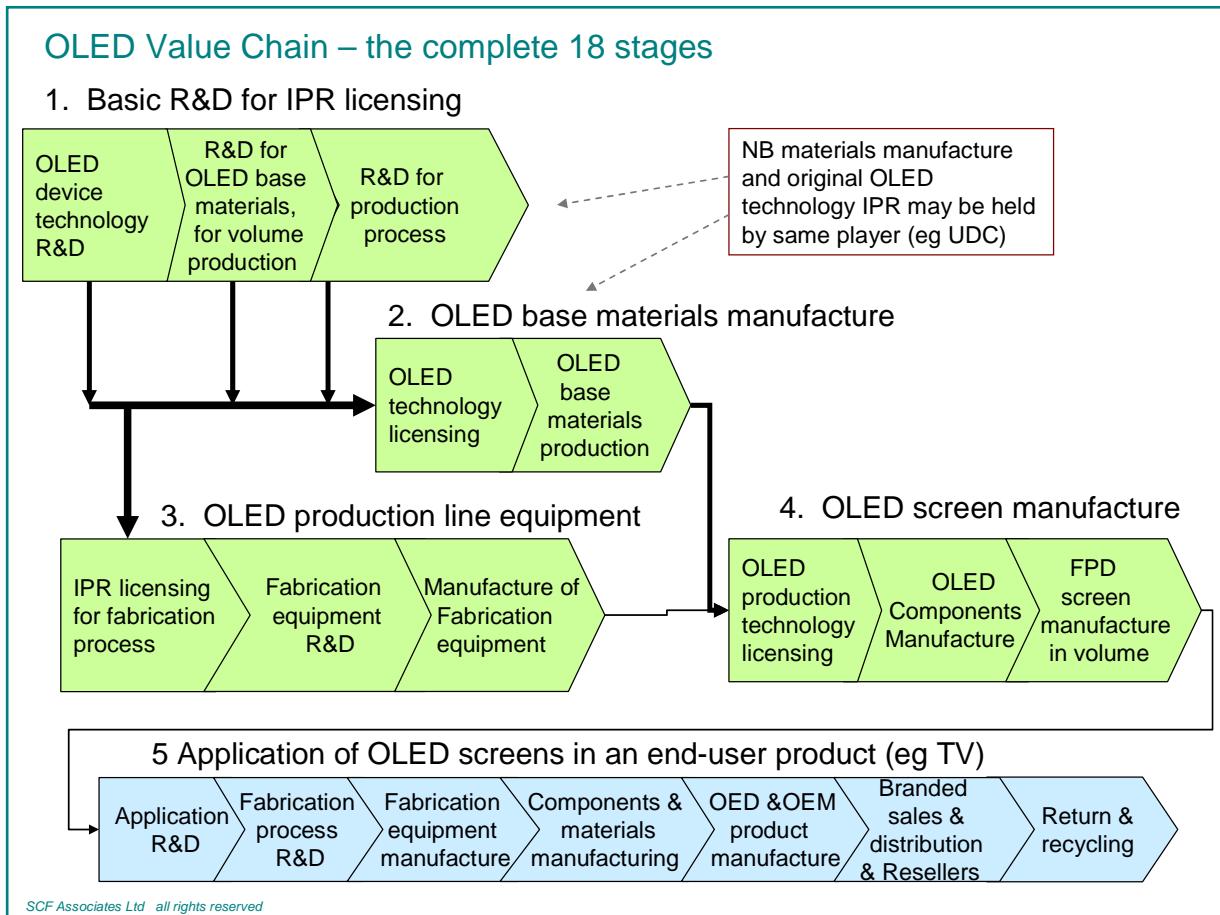 OLED Value Chain – the complete 18 stages
1. Basic R&D for IPR licensing
OLED
device
technology
R&D
R&D for
OLED base
materials,
for volume
production
R&D for
production
process
NB materials manufacture
and original OLED
technology IPR may be held
by same player (eg UDC)
2. OLED base materials manufacture
OLED
technology
licensing
OLED
base
materials
production
3. OLED production line equipment
IPR licensing
for fabrication
process
Fabrication
equipment
R&D
Manufacture of
Fabrication
equipment
4. OLED screen manufacture
OLED
production
technology
licensing
OLED
Components
Manufacture
FPD
screen
manufacture
in volume
5 Application of OLED screens in an end-user product (eg TV)
Application
R&D
Fabrication
process
R&D
Fabrication
equipment
manufacture
Components &
materials
manufacturing
OED &OEM
product
manufacture
Branded
sales &
distribution
& Resellers
Return &
recycling
SCF Associates Ltd all rights reserved